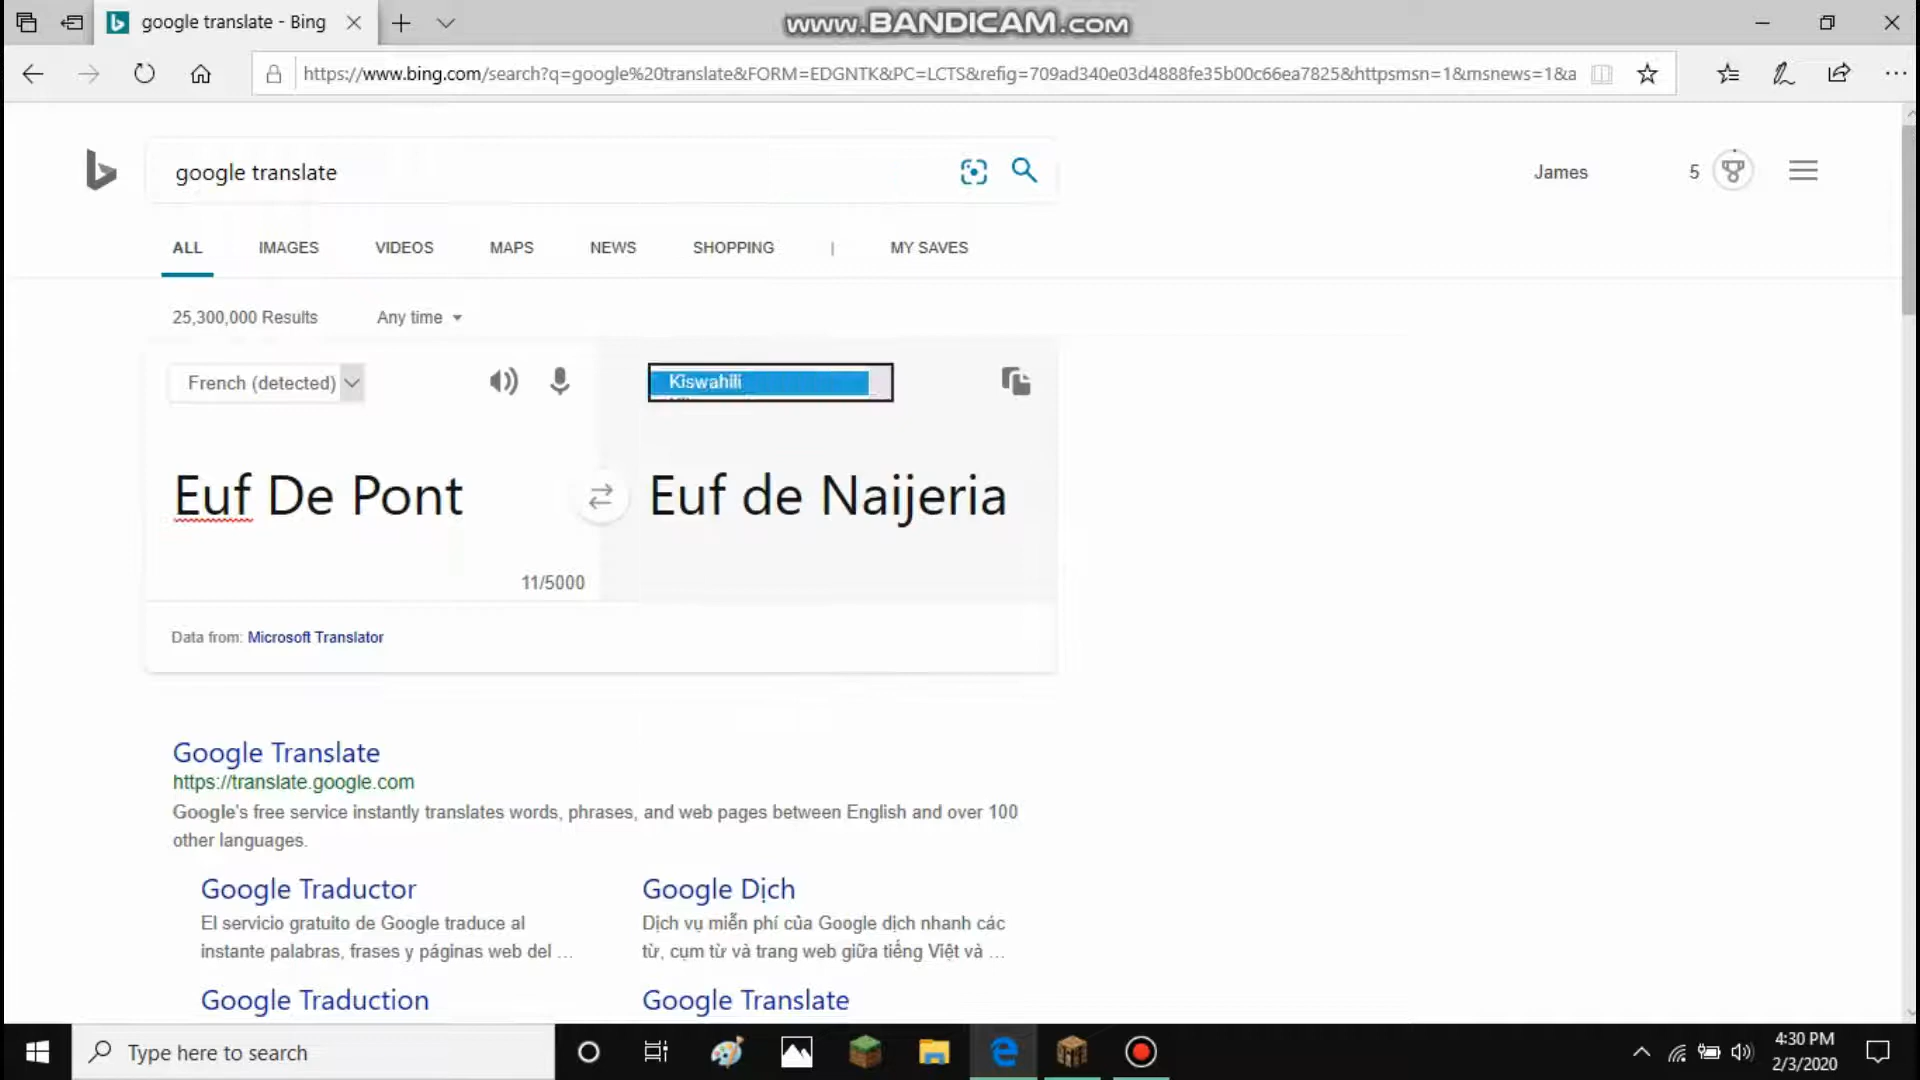 google translate - Bing
www.BANDICAM.com
https://www.bing.com/search?q=google%20translate&FORM=EDGNTK&PC=LCTS&refig=709ad340e03d4888fe35b00c66ea7825&httpsmsn=1&msnews=1&a
google translate
James
5
ALL IMAGES VIDEOS MAPS NEWS SHOPPING | MY SAVES
25,300,000 Results Any time
French (detected)
Kiswahili
Euf De Pont
Euf de Naijeria
11/5000
Data from: Microsoft Translator
Google Translate
https://translate.google.com
Google's free service instantly translates words, phrases, and web pages between English and over 100
other languages.
Google Traductor
El servicio gratuito de Google traduce al
instante palabras, frases y páginas web del ...
Google Dịch
Dịch vụ miễn phí của Google dịch nhanh các
từ, cụm từ và trang web giữa tiếng Việt và ...
Google Traduction
Google Translate
Type here to search
4:30 PM
2/3/2020